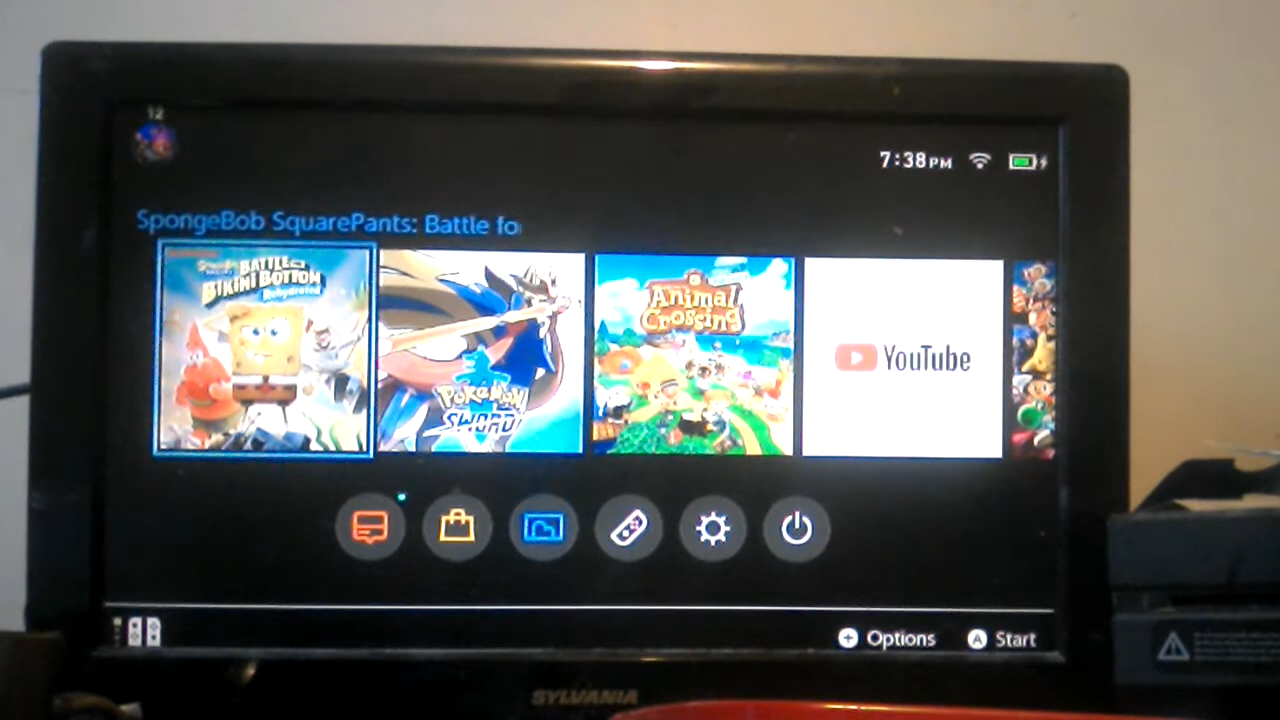 12
7:38PM
SpongeBob SquarePants: Battle fo
BATTLE for
BIKINI BOTTOM
Rehydrated
POKéMON
SWORD
Animal
Crossing
YouTube
+ Options
A Start
SYLVANIA